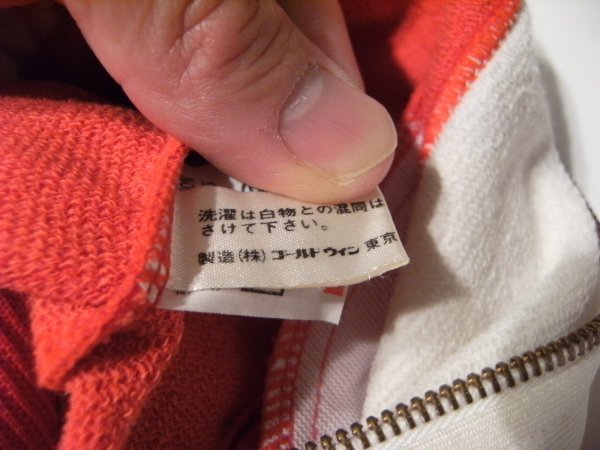 洗濯は白物との混同は
さけて下さい。
製造(株)ゴールドウイン 東京